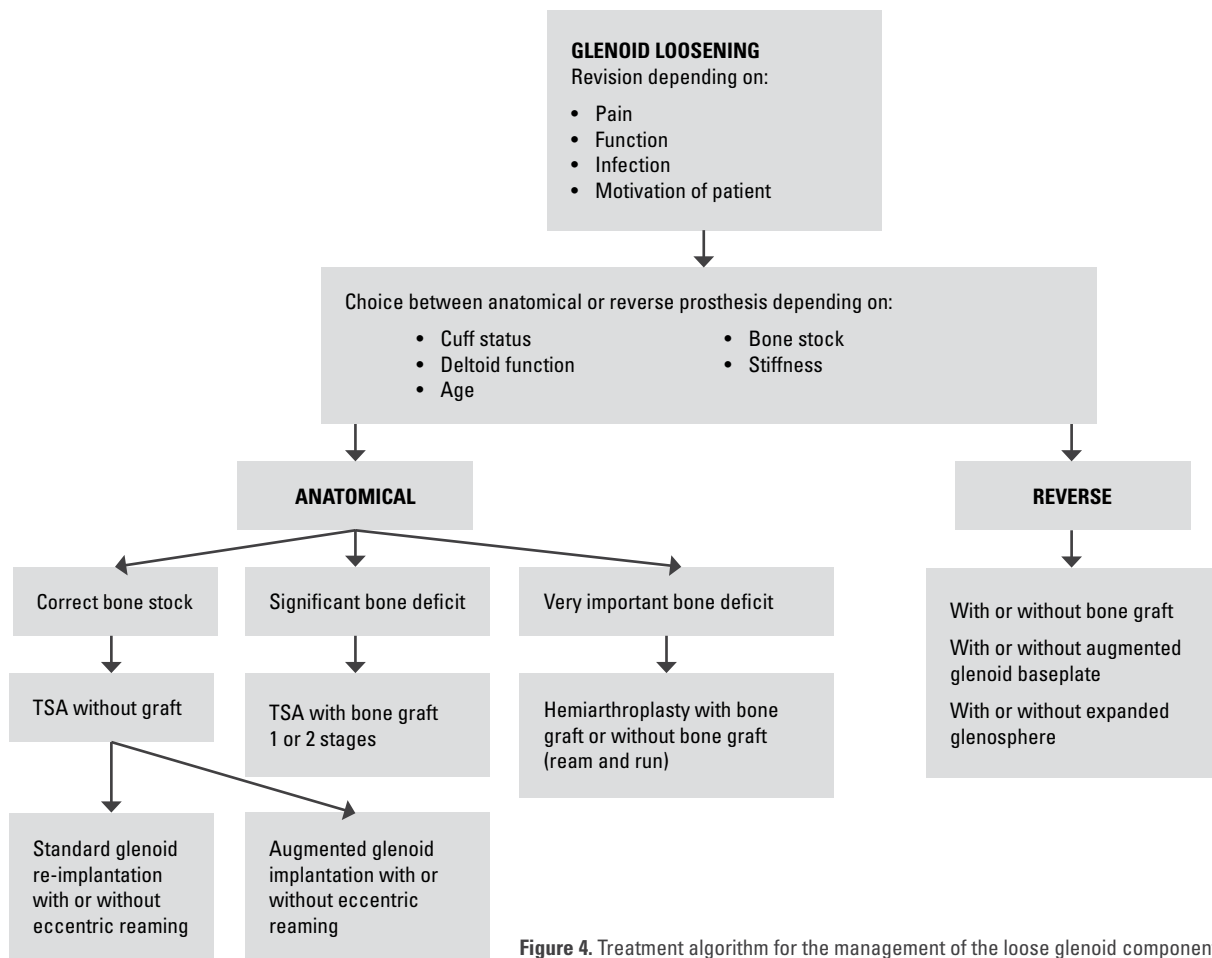 GLENOID LOOSENING
Revision depending on:
• Pain
• Function
• Infection
• Motivation of patient
Choice between anatomical or reverse prosthesis depending on:
• Cuff status
• Deltoid function
• Age
• Bone stock
• Stiffness
ANATOMICAL
REVERSE
Correct bone stock
Significant bone deficit
Very important bone deficit
With or without bone graft
With or without augmented
glenoid baseplate
With or without expanded
glenosphere
TSA without graft
TSA with bone graft
1 or 2 stages
Hemiarthroplasty with bone
graft or without bone graft
(ream and run)
Standard glenoid
re-implantation
with or without
eccentric reaming
Augmented glenoid
implantation with or
without eccentric
reaming
Figure 4. Treatment algorithm for the management of the loose glenoid componen